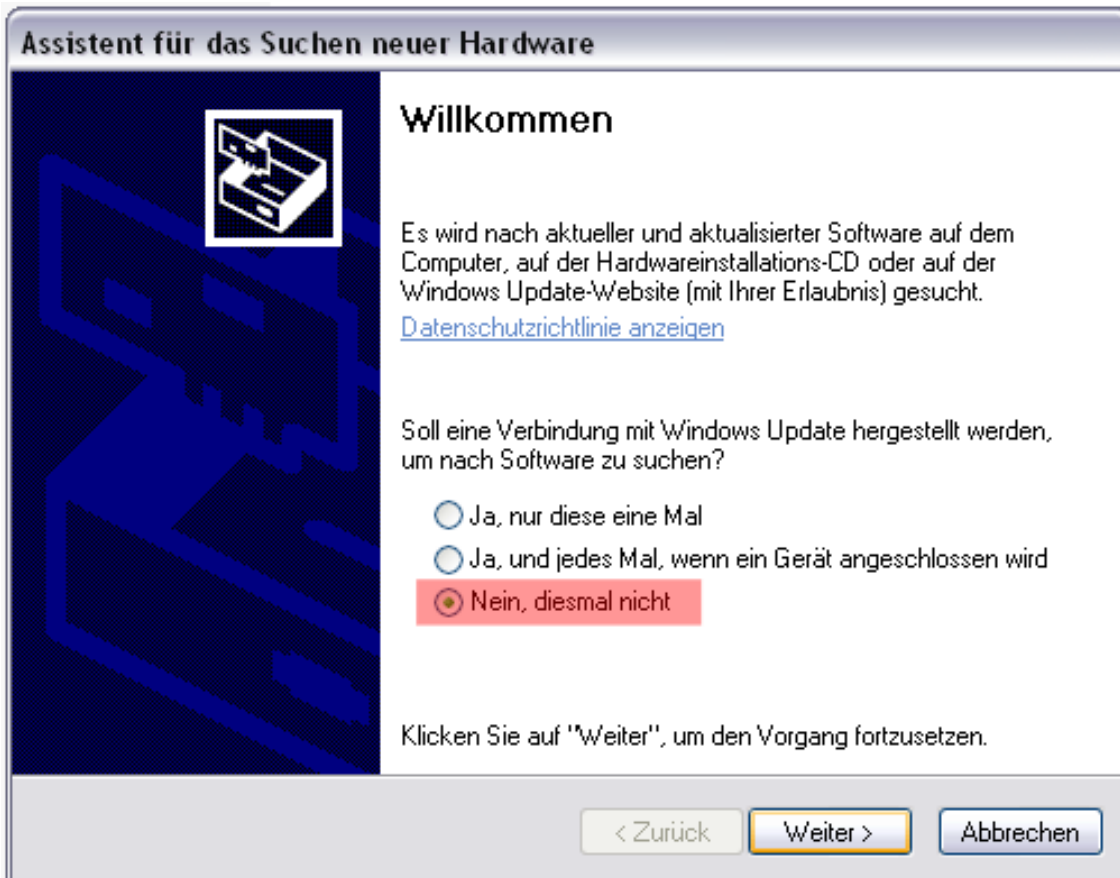 Assistent für das Suchen neuer Hardware
Willkommen
Es wird nach aktueller und aktualisierter Software auf dem
Computer, auf der Hardwareinstallations-CD oder auf der
Windows Update-Website (mit Ihrer Erlaubnis) gesucht.
Datenschutzrichtlinie anzeigen
Soll eine Verbindung mit Windows Update hergestellt werden,
um nach Software zu suchen?
Ja, nur diese eine Mal
Ja, und jedes Mal, wenn ein Gerät angeschlossen wird
Nein, diesmal nicht
Klicken Sie auf "Weiter", um den Vorgang fortzusetzen.
< Zurück Weiter > Abbrechen